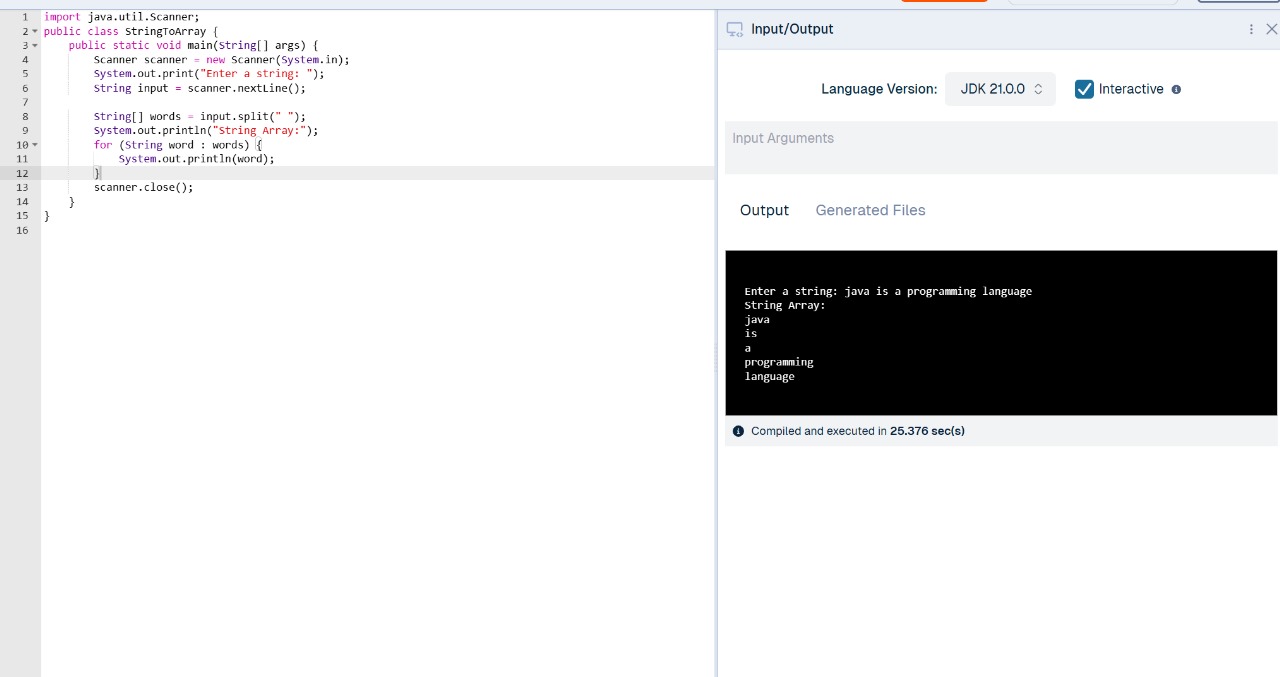 1 import java.util.Scanner;
2 public class StringToArray {
3     public static void main(String[] args) {
4         Scanner scanner = new Scanner(System.in);
5         System.out.print("Enter a string: ");
6         String input = scanner.nextLine();
7
8         String[] words = input.split(" ");
9         System.out.println("String Array:");
10         for (String word : words) {
11             System.out.println(word);
12         }
13         scanner.close();
14     }
15 }
16
Input/Output
Language Version: JDK 21.0.0 Interactive
Input Arguments
Output Generated Files
Enter a string: java is a programming language
String Array:
java
is
a
programming
language
Compiled and executed in 25.376 sec(s)